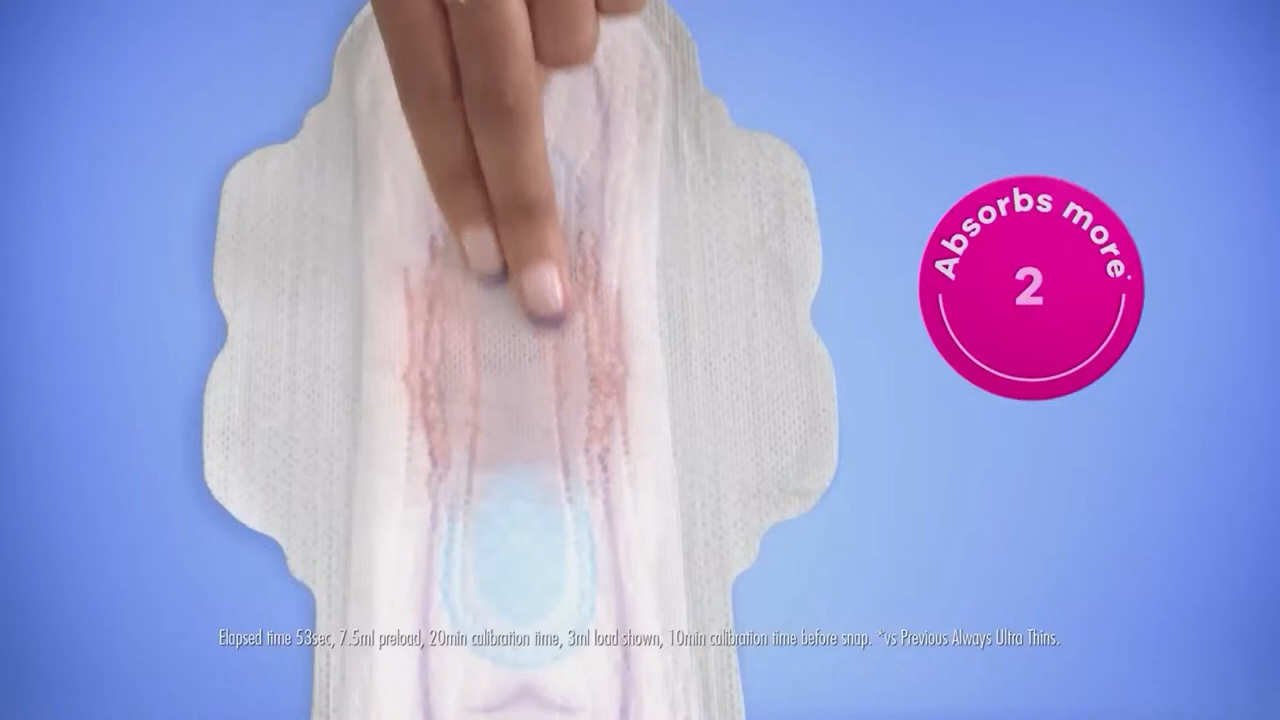 Absorbs more*
2
Elapsed time 53sec, 7.5ml preload, 20min calibration time, 3ml load shown, 10min calibration time before snap. *vs Previous Always Ultra Thins.